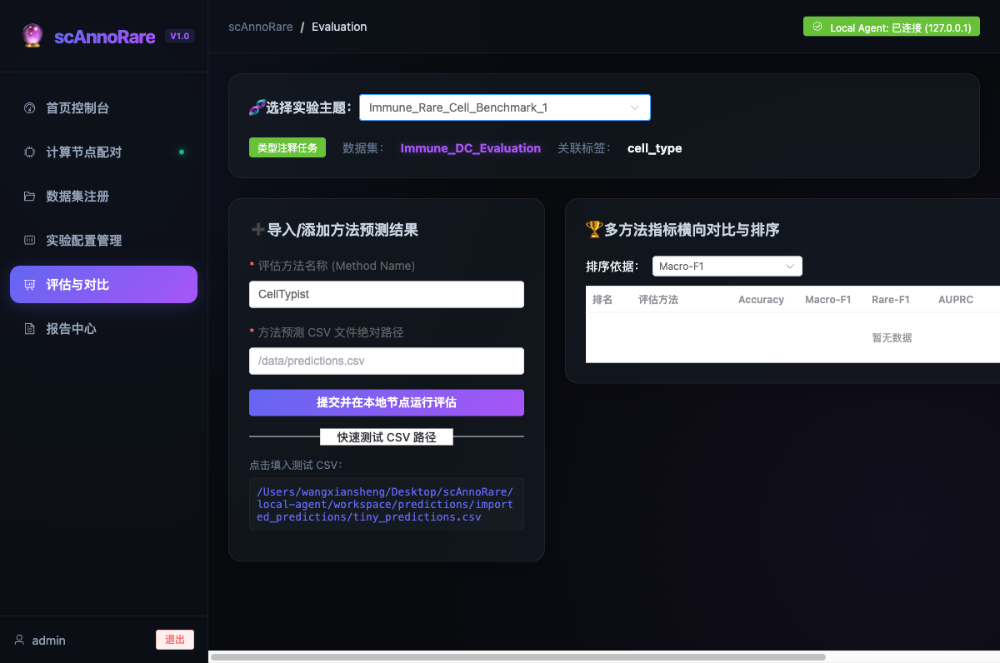 scAnnoRare V1.0
首页控制台
计算节点配对
数据集注册
实验配置管理
评估与对比
报告中心
admin
退出
scAnnoRare / Evaluation
Local Agent: 已连接 (127.0.0.1)
选择实验主题：
Immune_Rare_Cell_Benchmark_1
类型注释任务 数据集： Immune_DC_Evaluation 关联标签： cell_type
导入/添加方法预测结果
* 评估方法名称 (Method Name)
CellTypist
* 方法预测 CSV 文件绝对路径
/data/predictions.csv
提交并在本地节点运行评估
快速测试 CSV 路径
点击填入测试 CSV：
/Users/wangxiansheng/Desktop/scAnnoRare/
local-agent/workspace/predictions/import
ed_predictions/tiny_predictions.csv
多方法指标横向对比与排序
排序依据： Macro-F1
排名 评估方法 Accuracy Macro-F1 Rare-F1 AUPRC
暂无数据